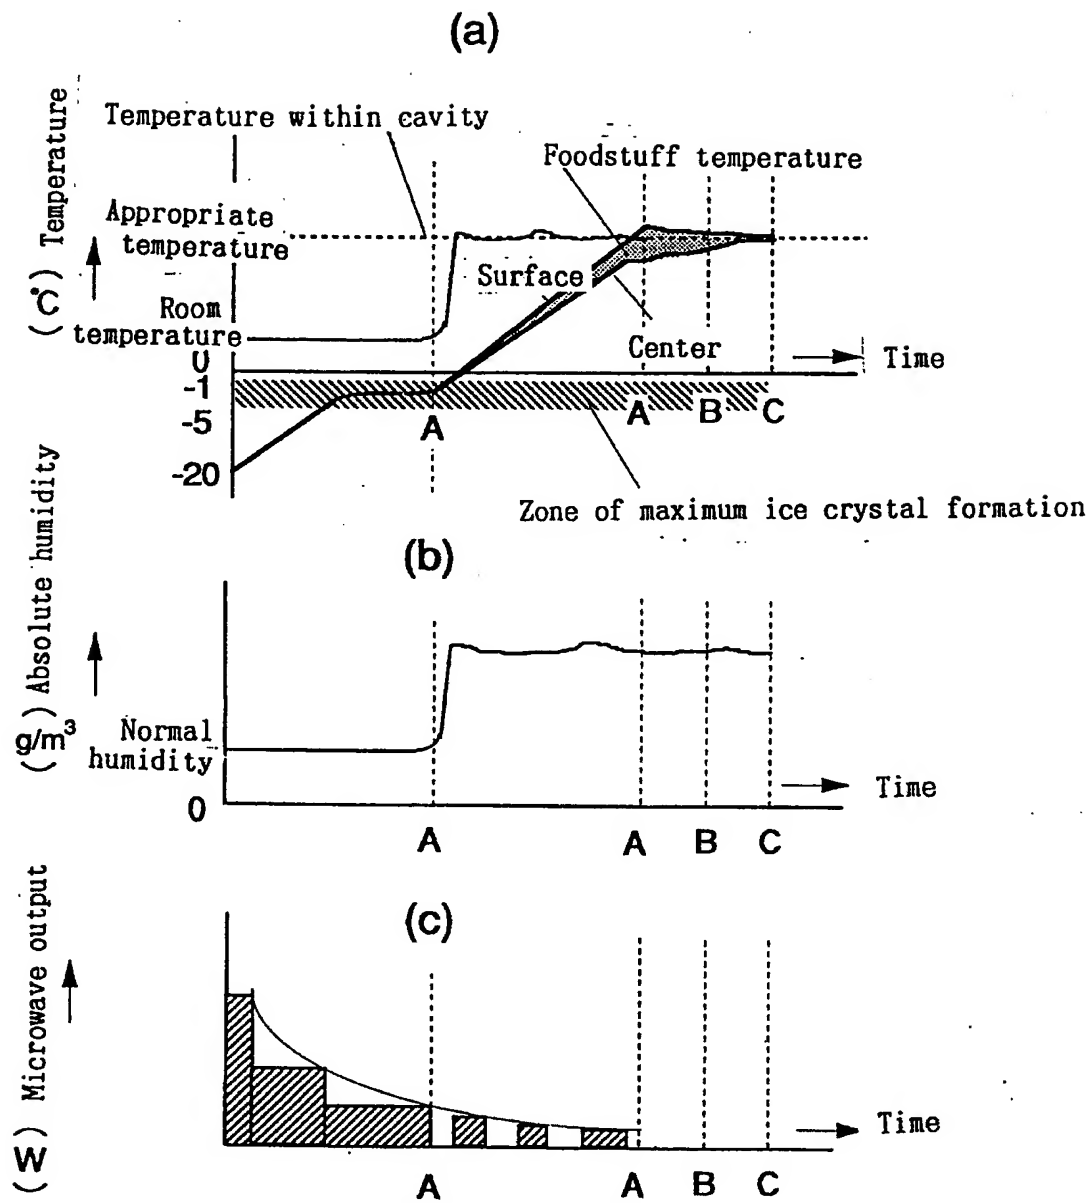 (a)
(°C) Temperature
Temperature within cavity
Foodstuff temperature
Appropriate
temperature
Surface
Room
temperature
Center
Time
0
-1
-5
-20
A
A
B
C
Zone of maximum ice crystal formation
(b)
(g/m³) Absolute humidity
Normal
humidity
0
Time
A
A
B
C
(c)
(W) Microwave output
Time
A
A
B
C